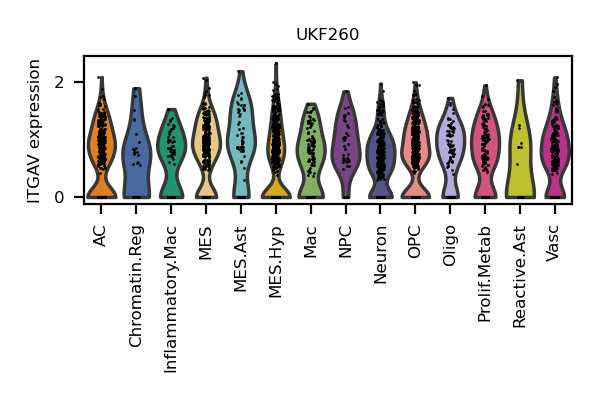 UKF260
ITGAV expression
2
0
AC
Chromatin.Reg
Inflammatory.Mac
MES
MES.Ast
MES.Hyp
Mac
NPC
Neuron
OPC
Oligo
Prolif.Metab
Reactive.Ast
Vasc